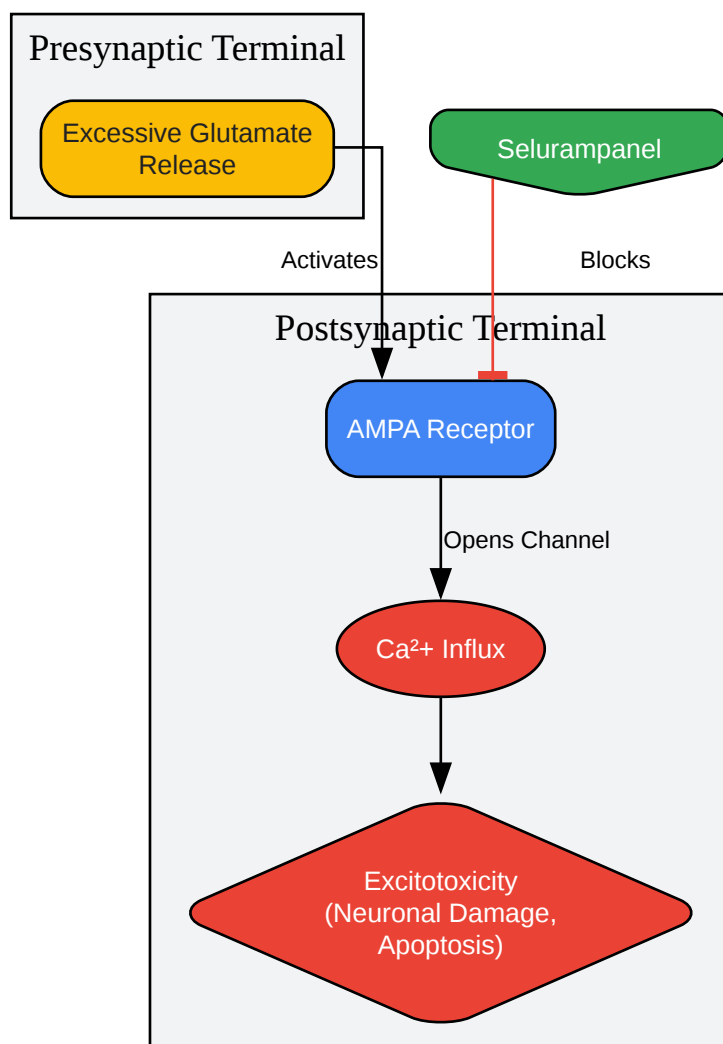 Presynaptic Terminal
Excessive Glutamate
Release
Selurampanel
Activates
Blocks
Postsynaptic Terminal
AMPA Receptor
Opens Channel
Ca²+ Influx
Excitotoxicity
(Neuronal Damage,
Apoptosis)